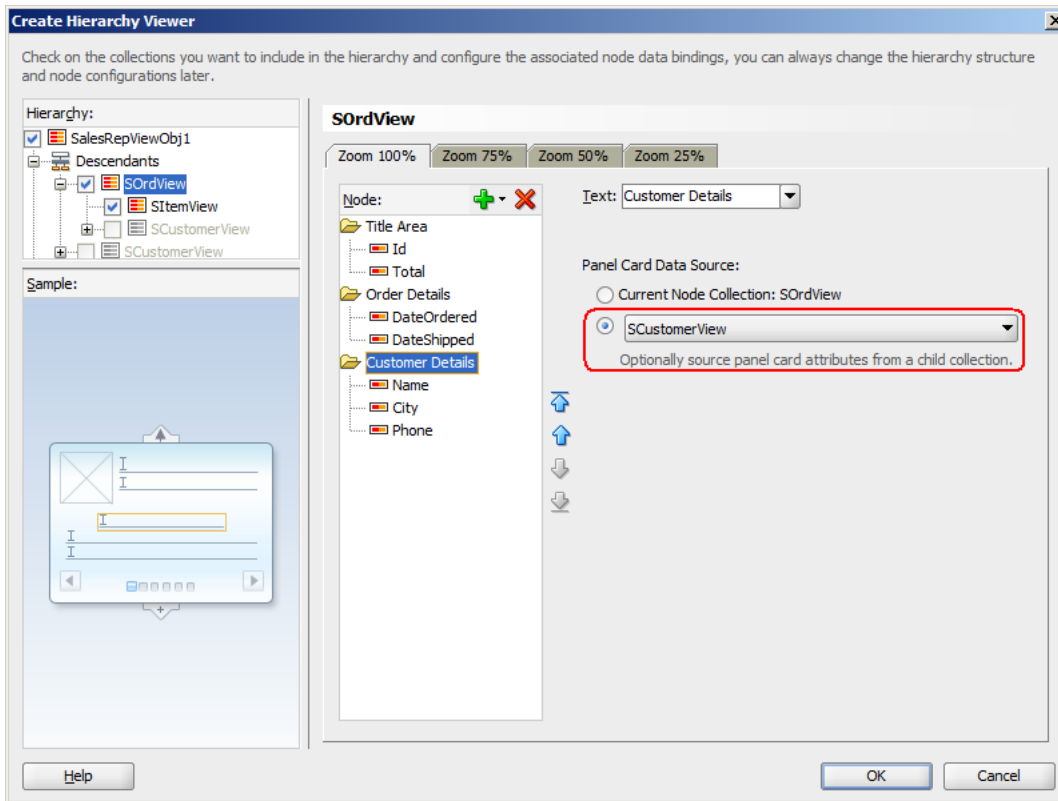 Create Hierarchy Viewer
Check on the collections you want to include in the hierarchy and configure the associated node data bindings, you can always change the hierarchy structure
and node configurations later.
Hierarchy:
SalesRepViewObj1
Descendants
SOrdView
SItemView
SCustomerView
SCustomerView
Sample:
SOrdView
Zoom 100% Zoom 75% Zoom 50% Zoom 25%
Node:
Title Area
Id
Total
Order Details
DateOrdered
DateShipped
Customer Details
Name
City
Phone
Text: Customer Details
Panel Card Data Source:
Current Node Collection: SOrdView
SCustomerView
Optionally source panel card attributes from a child collection.
Help
OK Cancel